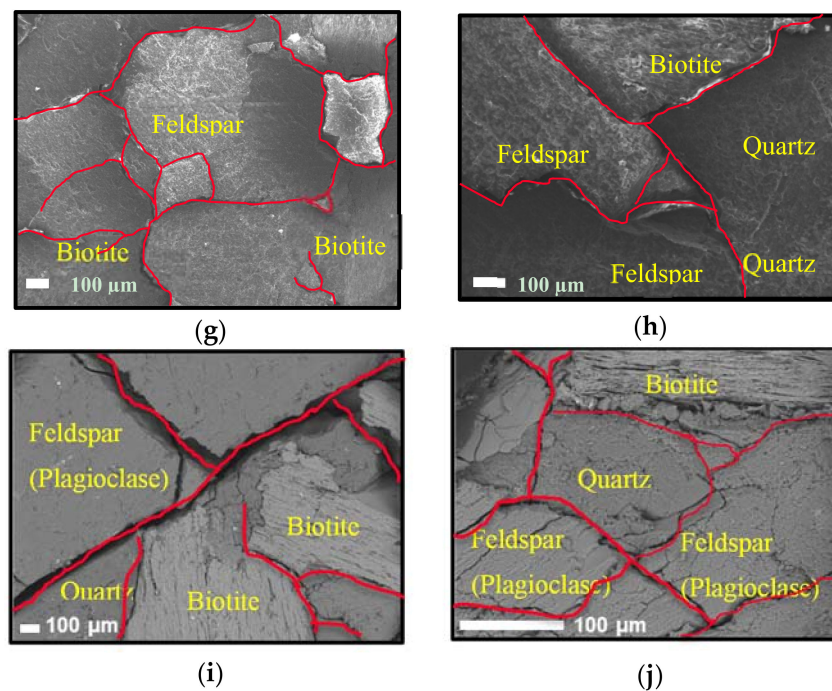 Feldspar
Biotite
Biotite
100 µm
(g)
Biotite
Feldspar
Quartz
Feldspar
Quartz
100 µm
(h)
Feldspar
(Plagioclase)
Biotite
Quartz
Biotite
100 µm
(i)
Biotite
Quartz
Feldspar
(Plagioclase)
Feldspar
(Plagioclase)
100 µm
(j)